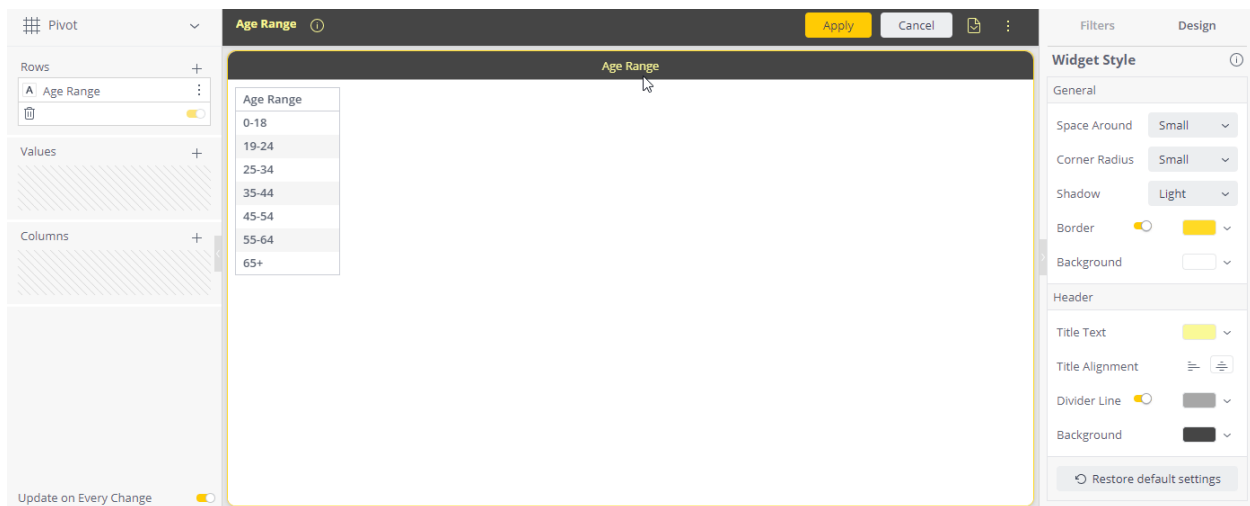 Pivot
Rows
A Age Range
Values
Columns
Update on Every Change
Age Range
Apply
Cancel
Age Range
Age Range
0-18
19-24
25-34
35-44
45-54
55-64
65+
Filters
Design
Widget Style
General
Space Around Small
Corner Radius Small
Shadow Light
Border
Background
Header
Title Text
Title Alignment
Divider Line
Background
Restore default settings